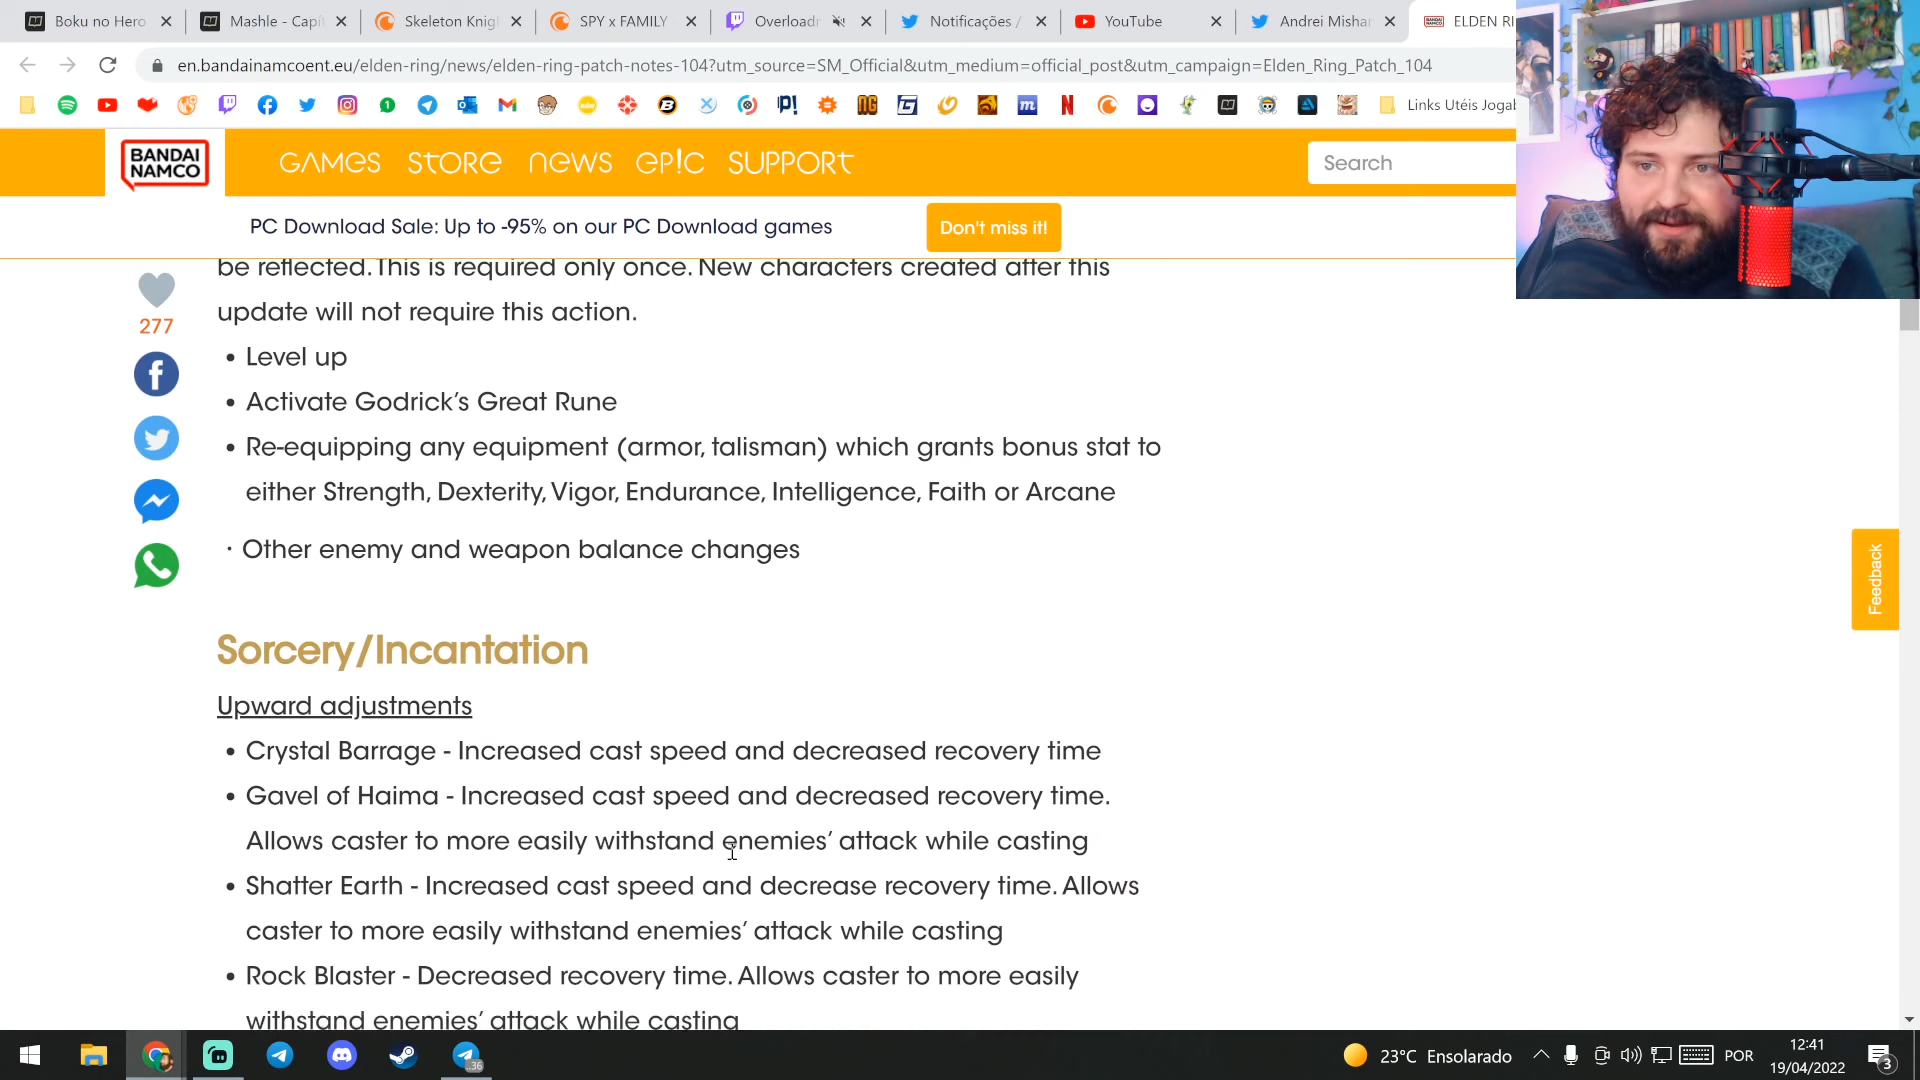 Boku no Hero
Mashle - Capí
Skeleton Knig
SPY x FAMILY
Overloadr
Notificações /
YouTube
Andrei Mishan
ELDEN RI
en.bandainamcoent.eu/elden-ring/news/elden-ring-patch-notes-104?utm_source=SM_Official&utm_medium=official_post&utm_campaign=Elden_Ring_Patch_104
Links Utéis Jogab
BANDAI
NAMCO
GAMES STORE NEWS EP!C SUPPORT
Search
PC Download Sale: Up to -95% on our PC Download games
Don't miss it!
be reflected. This is required only once. New characters created after this
update will not require this action.
277
• Level up
• Activate Godrick’s Great Rune
• Re-equipping any equipment (armor, talisman) which grants bonus stat to
either Strength, Dexterity, Vigor, Endurance, Intelligence, Faith or Arcane
· Other enemy and weapon balance changes
Feedback
Sorcery/Incantation
Upward adjustments
• Crystal Barrage - Increased cast speed and decreased recovery time
• Gavel of Haima - Increased cast speed and decreased recovery time.
Allows caster to more easily withstand enemies’ attack while casting
• Shatter Earth - Increased cast speed and decrease recovery time. Allows
caster to more easily withstand enemies’ attack while casting
• Rock Blaster - Decreased recovery time. Allows caster to more easily
withstand enemies’ attack while casting
36
23°C Ensolarado
POR
12:41
19/04/2022
3